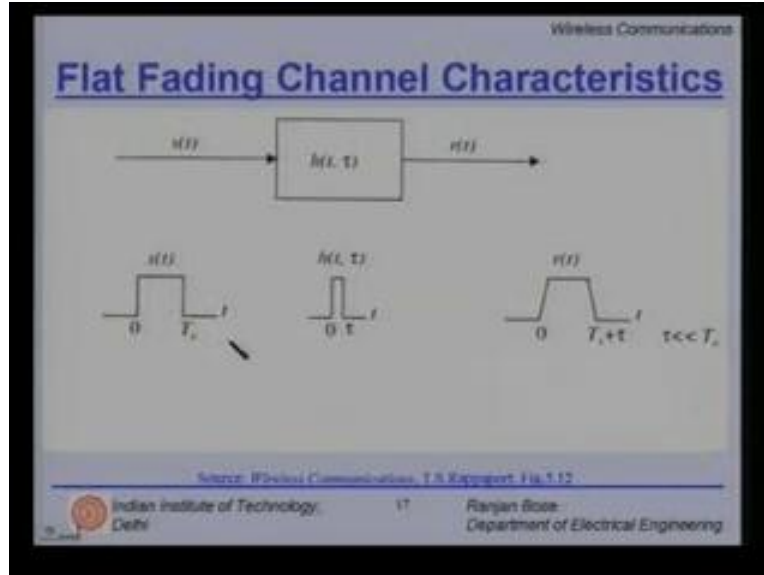 Wireless Communications
Flat Fading Channel Characteristics
s(t) h(t, τ) r(t)
s(t) h(t, τ) r(t)
0 Tₛ t 0 τ t 0 Tₛ+τ t τ<< Tₛ
Source: Wireless Communications, T.S.Rappaport. Fig.5.12
Indian Institute of Technology, Delhi
17
Ranjan Bose
Department of Electrical Engineering